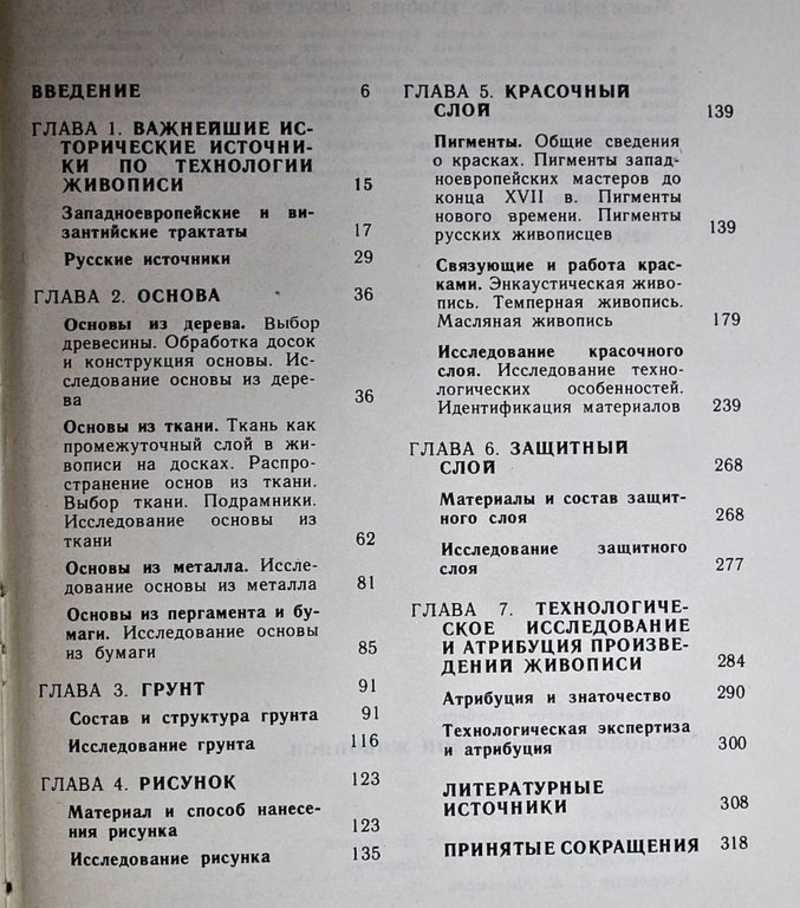 ВВЕДЕНИЕ 6
ГЛАВА 1. ВАЖНЕЙШИЕ ИС-
ТОРИЧЕСКИЕ ИСТОЧНИ-
КИ ПО ТЕХНОЛОГИИ
ЖИВОПИСИ 15
Западноевропейские и ви-
зантийские трактаты 17
Русские источники 29
ГЛАВА 2. ОСНОВА 36
Основы из дерева. Выбор
древесины. Обработка досок
и конструкция основы. Ис-
следование основы из дере-
ва 36
Основы из ткани. Ткань как
промежуточный слой в жи-
вописи на досках. Распро-
странение основ из ткани.
Выбор ткани. Подрамники.
Исследование основы из
ткани 62
Основы из металла. Иссле-
дование основы из металла 81
Основы из пергамента и бу-
маги. Исследование основы
из бумаги 85
ГЛАВА 3. ГРУНТ 91
Состав и структура грунта 91
Исследование грунта 116
ГЛАВА 4. РИСУНОК 123
Материал и способ нанесе-
ния рисунка 123
Исследование рисунка 135
ГЛАВА 5. КРАСОЧНЫЙ
СЛОЙ 139
Пигменты. Общие сведения
о красках. Пигменты запад-
ноевропейских мастеров до
конца XVII в. Пигменты
нового времени. Пигменты
русских живописцев 139
Связующие и работа крас-
ками. Энкаустическая живо-
пись. Темперная живопись.
Масляная живопись 179
Исследование красочного
слоя. Исследование техно-
логических особенностей.
Идентификация материалов 239
ГЛАВА 6. ЗАЩИТНЫЙ
СЛОЙ 268
Материалы и состав защит-
ного слоя 268
Исследование защитного
слоя 277
ГЛАВА 7. ТЕХНОЛОГИЧЕ-
СКОЕ ИССЛЕДОВАНИЕ
И АТРИБУЦИЯ ПРОИЗВЕ-
ДЕНИЙ ЖИВОПИСИ 284
Атрибуция и знаточество 290
Технологическая экспертиза
и атрибуция 300
ЛИТЕРАТУРНЫЕ
ИСТОЧНИКИ 308
ПРИНЯТЫЕ СОКРАЩЕНИЯ 318